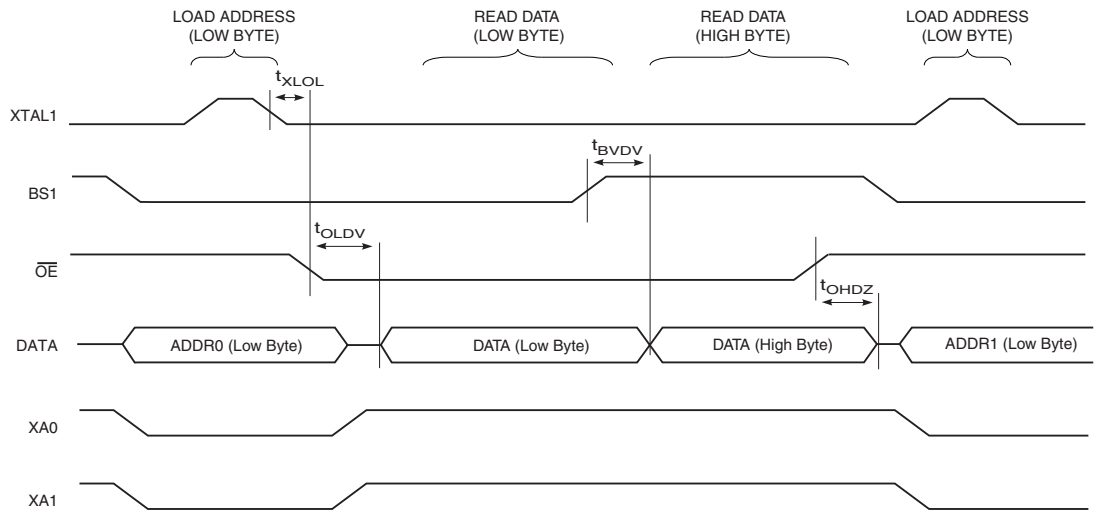 LOAD ADDRESS
(LOW BYTE)
READ DATA
(LOW BYTE)
READ DATA
(HIGH BYTE)
LOAD ADDRESS
(LOW BYTE)
tXLOL
XTAL1
tBVDV
BS1
tOLDV
OE
tOHDZ
DATA
ADDR0 (Low Byte)
DATA (Low Byte)
DATA (High Byte)
ADDR1 (Low Byte)
XA0
XA1